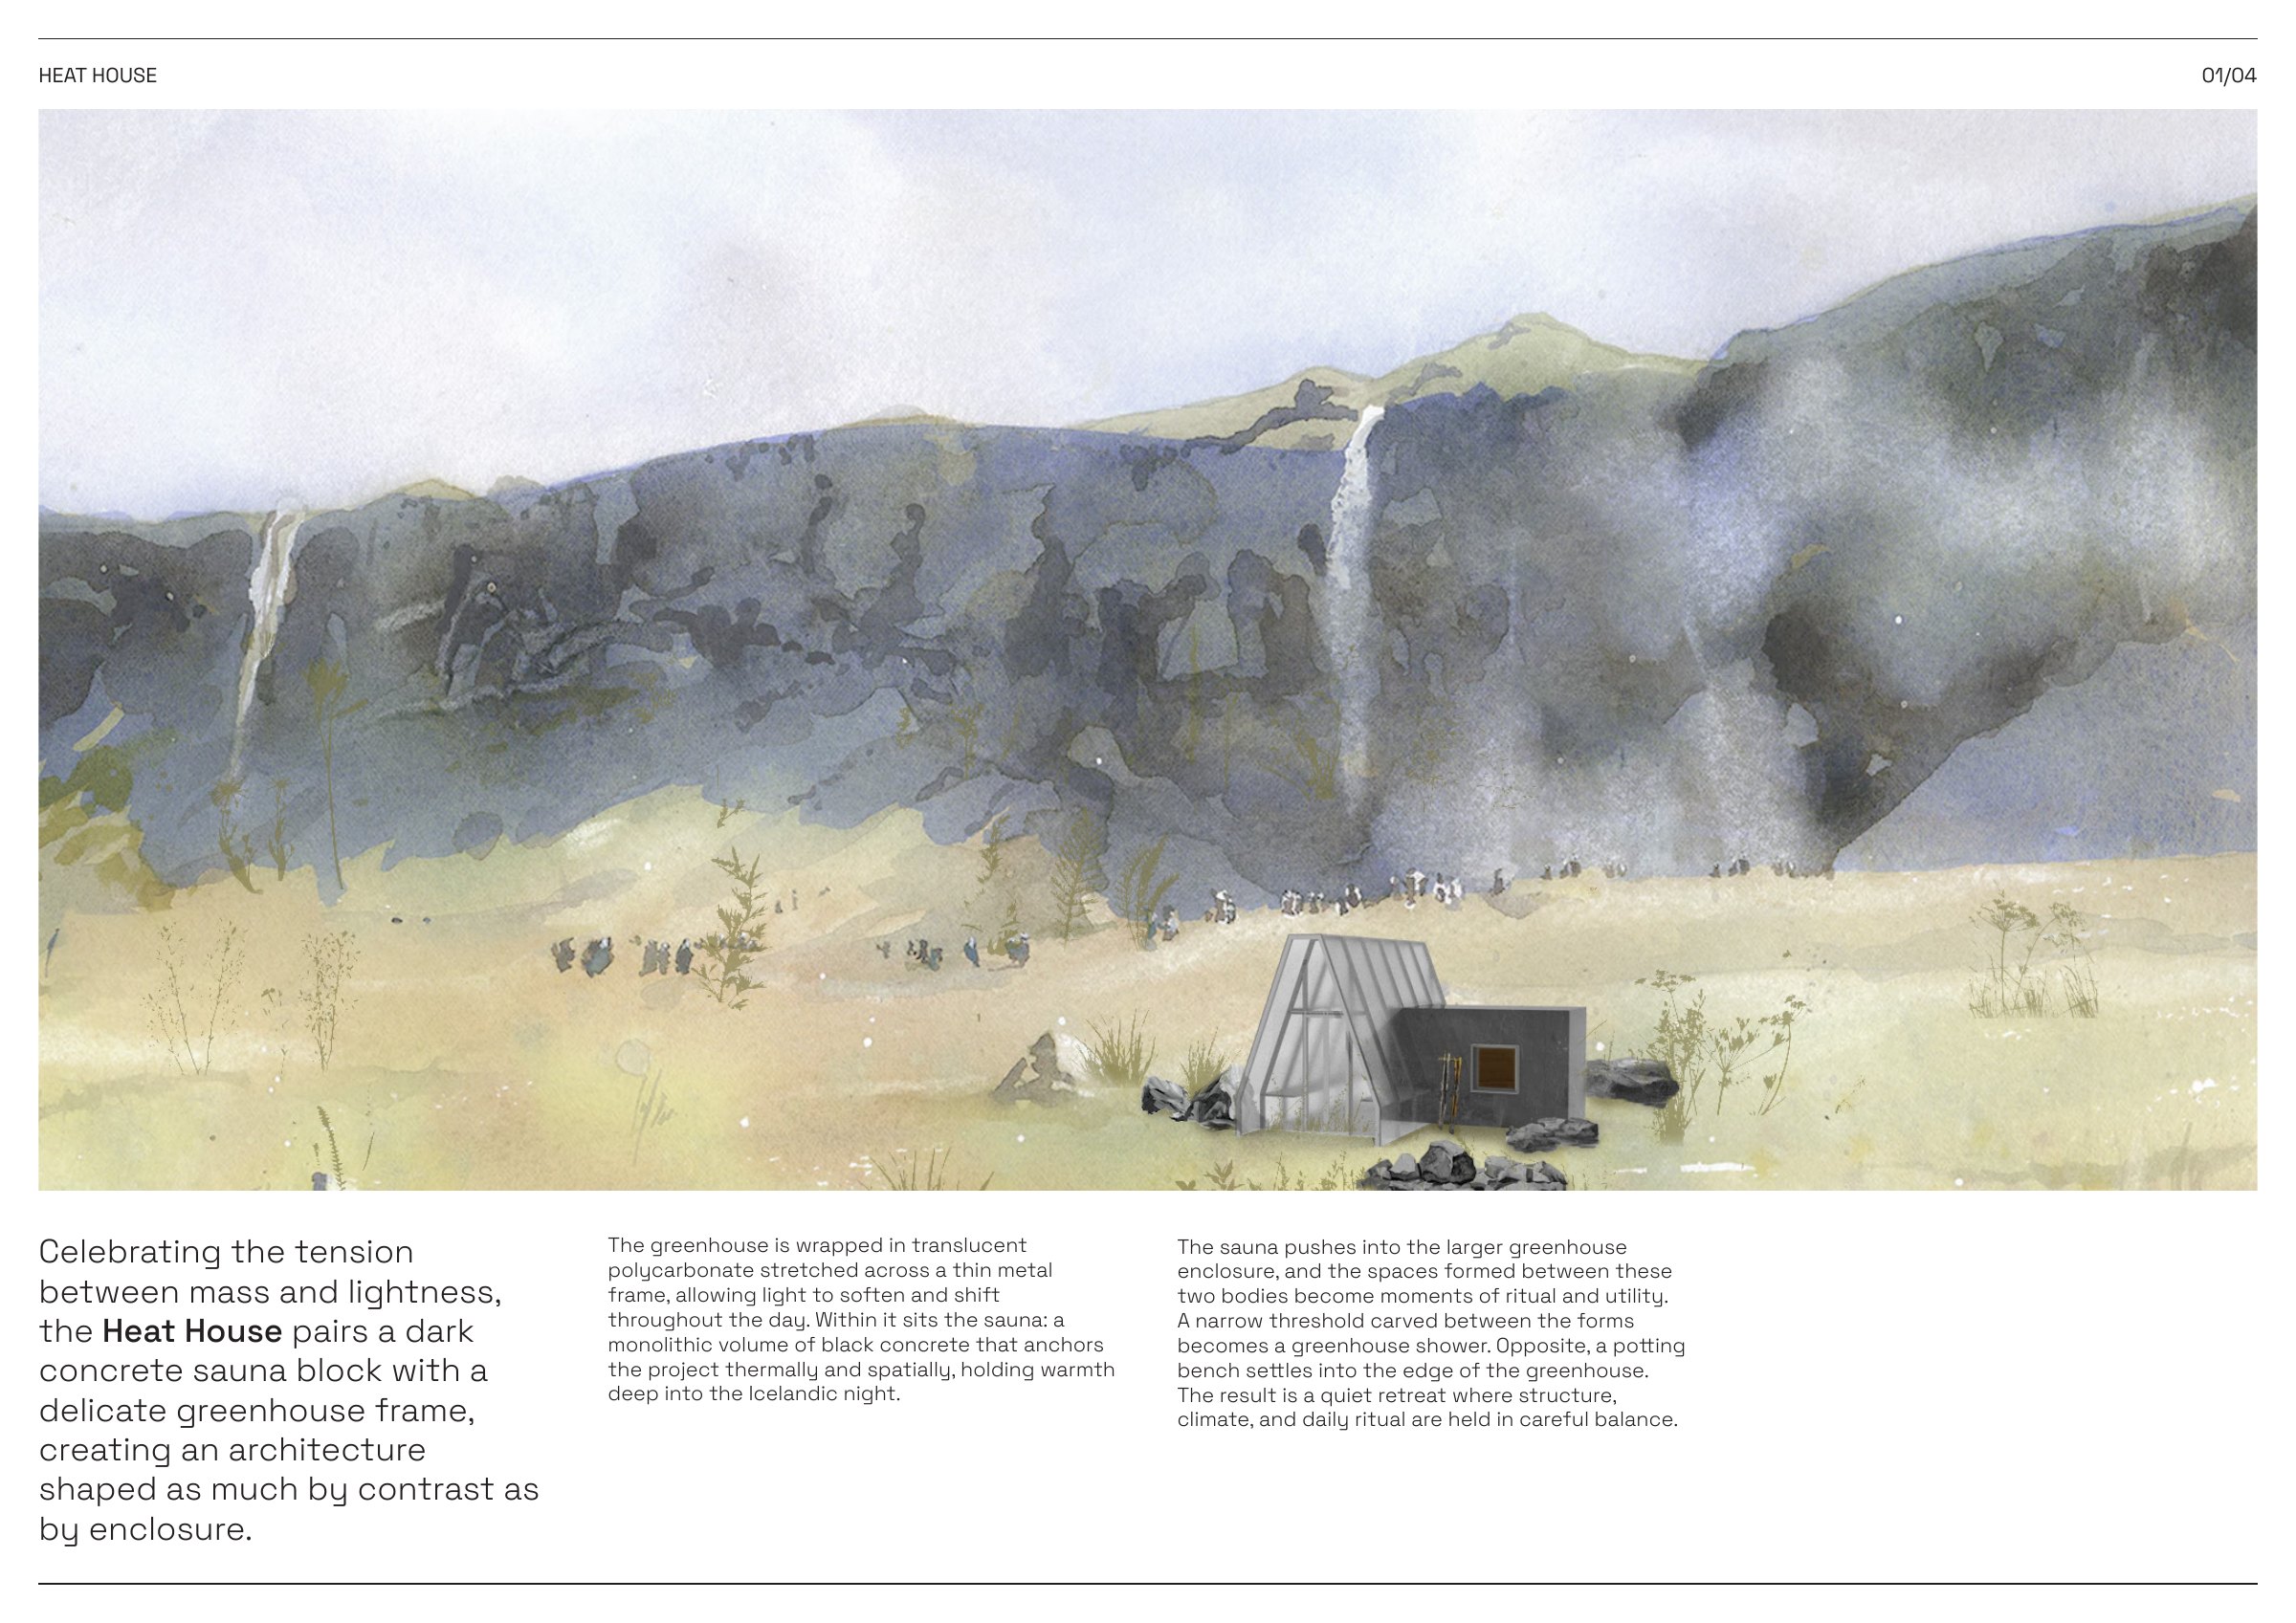 HEAT HOUSE
01/04
Celebrating the tension
between mass and lightness,
the Heat House pairs a dark
concrete sauna block with a
delicate greenhouse frame,
creating an architecture
shaped as much by contrast as
by enclosure.
The greenhouse is wrapped in translucent
polycarbonate stretched across a thin metal
frame, allowing light to soften and shift
throughout the day. Within it sits the sauna: a
monolithic volume of black concrete that anchors
the project thermally and spatially, holding warmth
deep into the Icelandic night.
The sauna pushes into the larger greenhouse
enclosure, and the spaces formed between these
two bodies become moments of ritual and utility.
A narrow threshold carved between the forms
becomes a greenhouse shower. Opposite, a potting
bench settles into the edge of the greenhouse.
The result is a quiet retreat where structure,
climate, and daily ritual are held in careful balance.